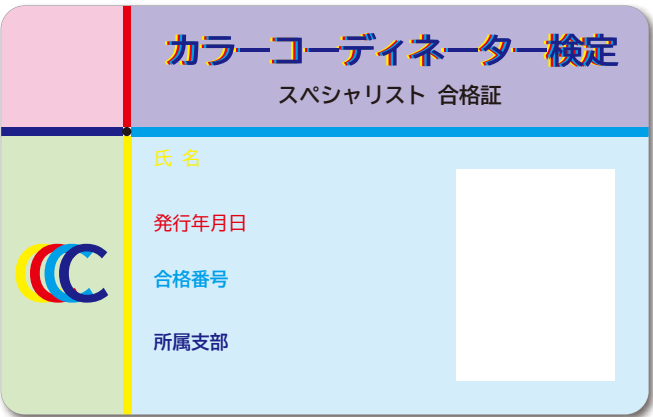 カラーコーディネーター検定
スペシャリスト 合格証
氏 名
発行年月日
合格番号
所属支部
CCCC